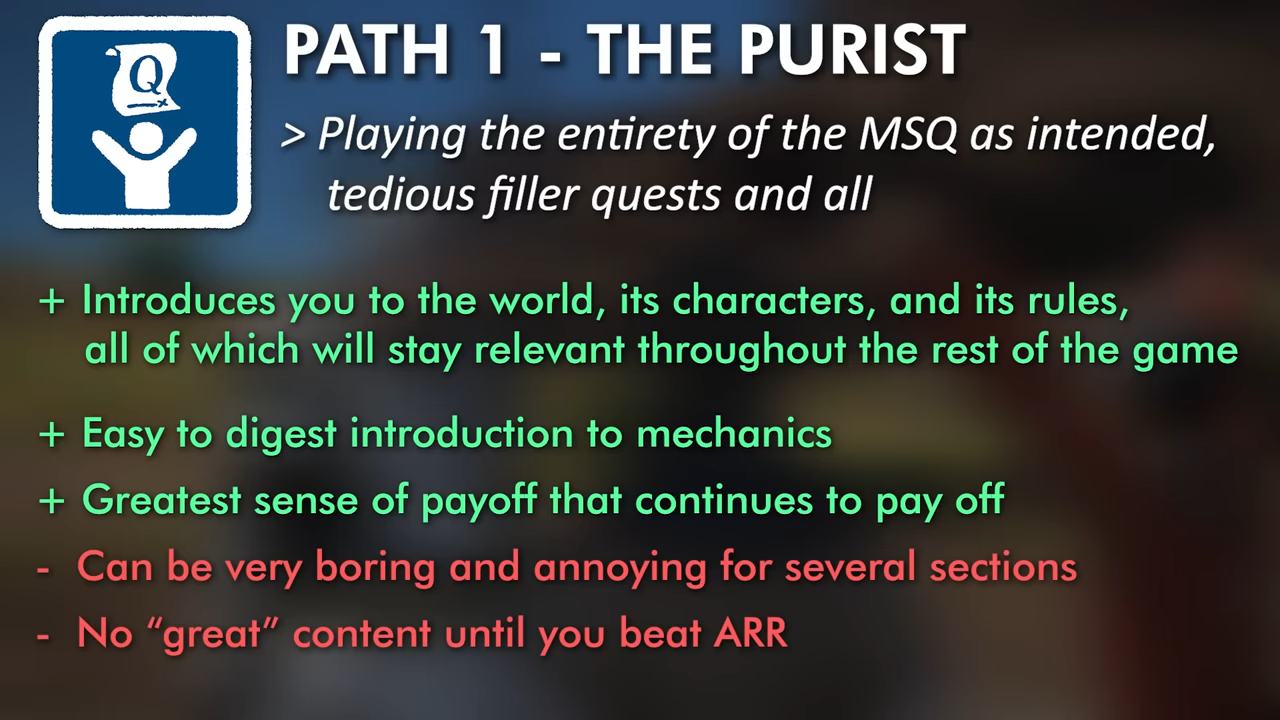 Q
PATH 1 - THE PURIST
> Playing the entirety of the MSQ as intended,
tedious filler quests and all
+ Introduces you to the world, its characters, and its rules,
all of which will stay relevant throughout the rest of the game
+ Easy to digest introduction to mechanics
+ Greatest sense of payoff that continues to pay off
- Can be very boring and annoying for several sections
- No “great” content until you beat ARR